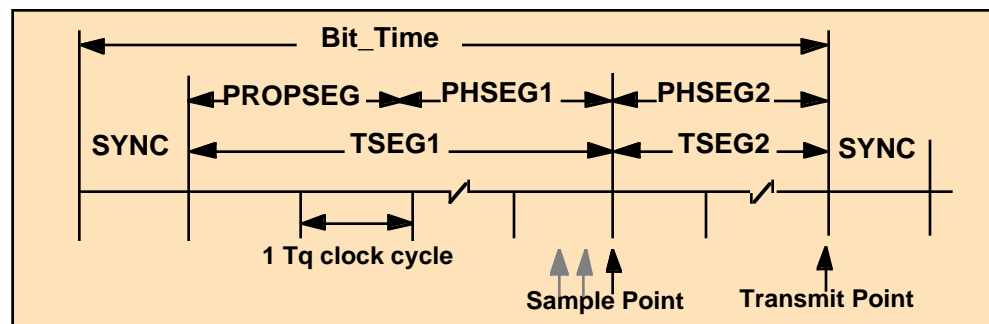 Bit_Time
PROPSEG PHSEG1 PHSEG2
SYNC TSEG1 TSEG2 SYNC
1 Tq clock cycle
Sample Point Transmit Point